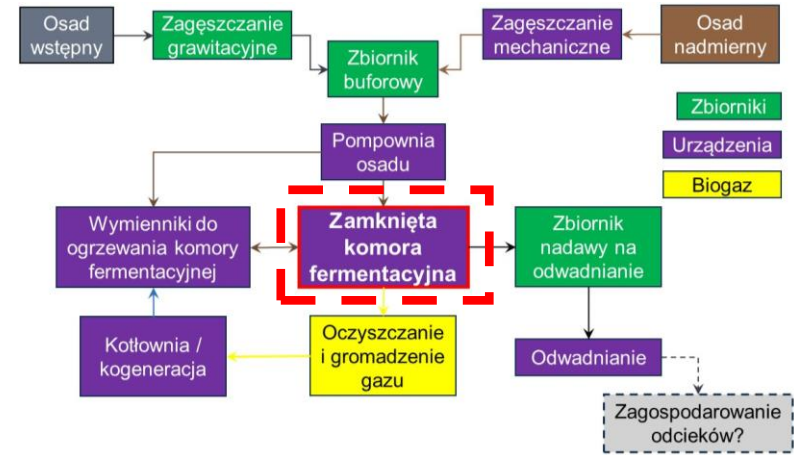 Osad
wstępny
Zagęszczanie
grawitacyjne
Zbiornik
buforowy
Zagęszczanie
mechaniczne
Osad
nadmierny
Zbiorniki
Urządzenia
Biogaz
Pompownia
osadu
Wymienniki do
ogrzewania komory
fermentacyjnej
Zamknięta
komora
fermentacyjna
Zbiornik
nadawy na
odwadnianie
Kotłownia /
kogeneracja
Oczyszczanie
i gromadzenie
gazu
Odwadnianie
Zagospodarowanie
odcieków?